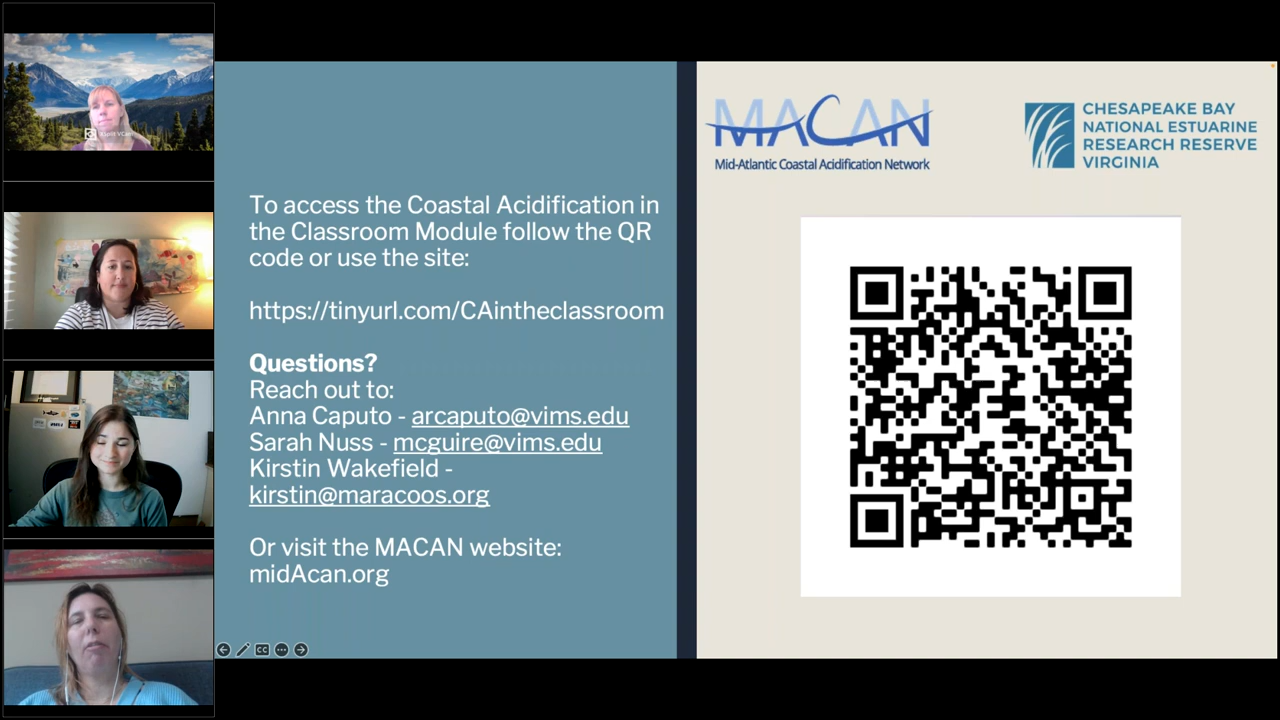 To access the Coastal Acidification in
the Classroom Module follow the QR
code or use the site:
https://tinyurl.com/CAintheclassroom
Questions?
Reach out to:
Anna Caputo - arcaputo@vims.edu
Sarah Nuss - mcguire@vims.edu
Kirstin Wakefield -
kirstin@maracoos.org
Or visit the MACAN website:
midAcan.org
MACAN
Mid-Atlantic Coastal Acidification Network
CHESAPEAKE BAY
NATIONAL ESTUARINE
RESEARCH RESERVE
VIRGINIA
CC